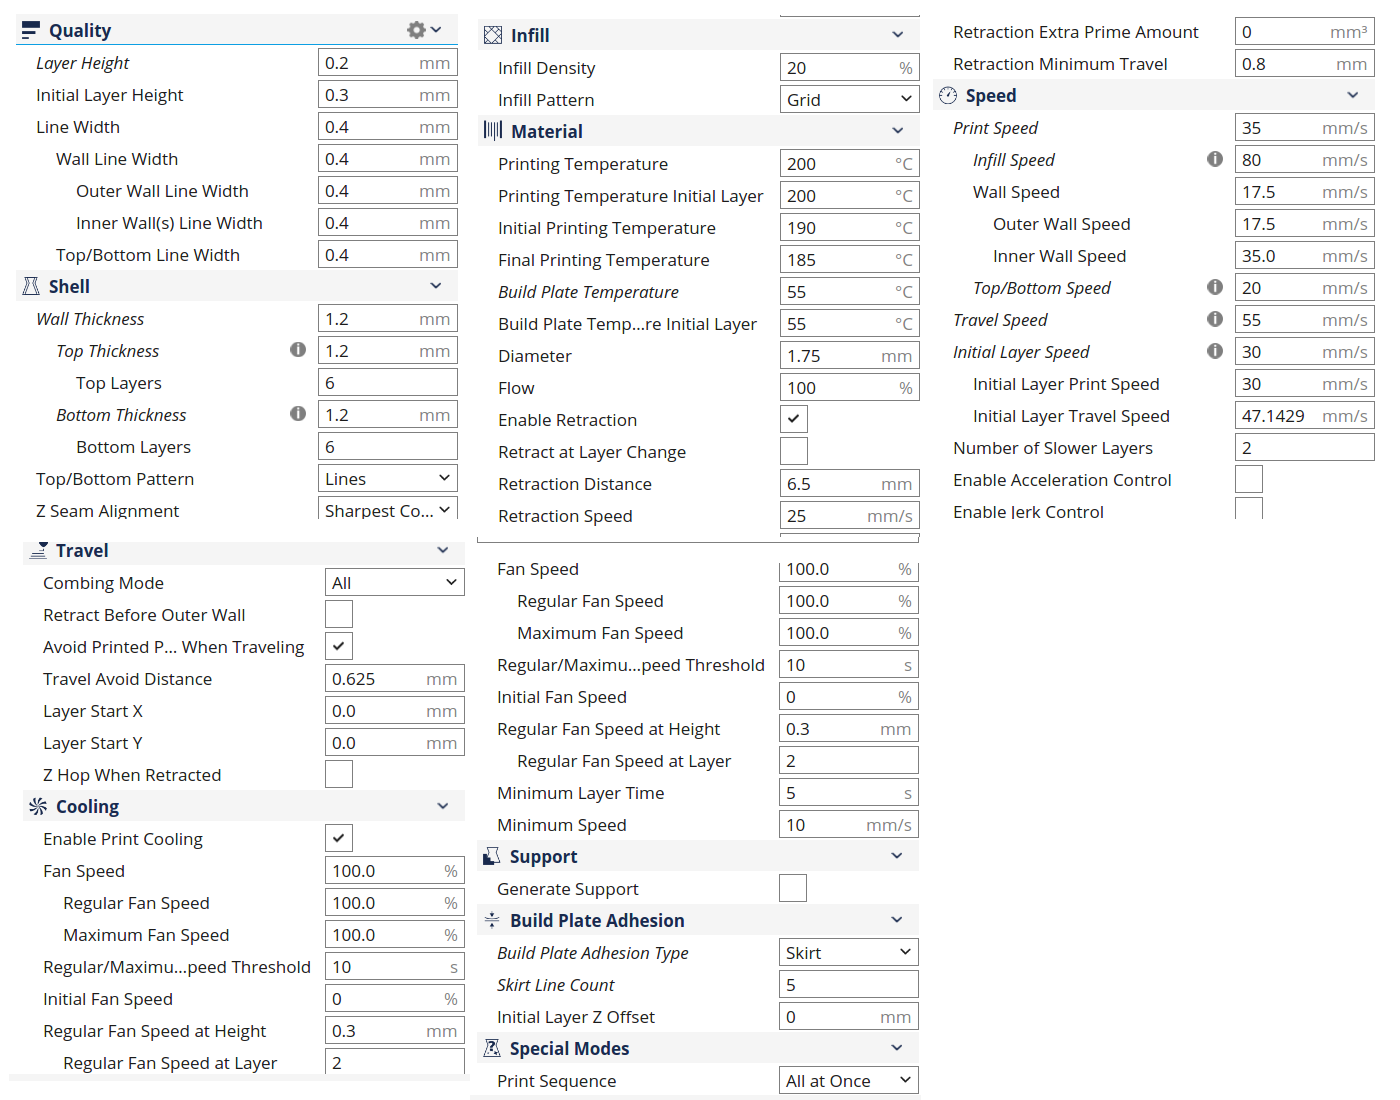 Quality
Layer Height 0.2 mm
Initial Layer Height 0.3 mm
Line Width 0.4 mm
Wall Line Width 0.4 mm
Outer Wall Line Width 0.4 mm
Inner Wall(s) Line Width 0.4 mm
Top/Bottom Line Width 0.4 mm
Shell
Wall Thickness 1.2 mm
Top Thickness 1.2 mm
Top Layers 6
Bottom Thickness 1.2 mm
Bottom Layers 6
Top/Bottom Pattern Lines
Z Seam Alignment Sharpest Co...
Infill
Infill Density 20 %
Infill Pattern Grid
Material
Printing Temperature 200 °C
Printing Temperature Initial Layer 200 °C
Initial Printing Temperature 190 °C
Final Printing Temperature 185 °C
Build Plate Temperature 55 °C
Build Plate Temp...re Initial Layer 55 °C
Diameter 1.75 mm
Flow 100 %
Enable Retraction
Retract at Layer Change
Retraction Distance 6.5 mm
Retraction Speed 25 mm/s
Retraction Extra Prime Amount 0 mm³
Retraction Minimum Travel 0.8 mm
Speed
Print Speed 35 mm/s
Infill Speed 80 mm/s
Wall Speed 17.5 mm/s
Outer Wall Speed 17.5 mm/s
Inner Wall Speed 35.0 mm/s
Top/Bottom Speed 20 mm/s
Travel Speed 55 mm/s
Initial Layer Speed 30 mm/s
Initial Layer Print Speed 30 mm/s
Initial Layer Travel Speed 47.1429 mm/s
Number of Slower Layers 2
Enable Acceleration Control
Enable Jerk Control
Travel
Combing Mode All
Retract Before Outer Wall
Avoid Printed P... When Traveling
Travel Avoid Distance 0.625 mm
Layer Start X 0.0 mm
Layer Start Y 0.0 mm
Z Hop When Retracted
Cooling
Enable Print Cooling
Fan Speed 100.0 %
Regular Fan Speed 100.0 %
Maximum Fan Speed 100.0 %
Regular/Maximu...peed Threshold 10 s
Initial Fan Speed 0 %
Regular Fan Speed at Height 0.3 mm
Regular Fan Speed at Layer 2
Fan Speed 100.0 %
Regular Fan Speed 100.0 %
Maximum Fan Speed 100.0 %
Regular/Maximu...peed Threshold 10 s
Initial Fan Speed 0 %
Regular Fan Speed at Height 0.3 mm
Regular Fan Speed at Layer 2
Minimum Layer Time 5 s
Minimum Speed 10 mm/s
Support
Generate Support
Build Plate Adhesion
Build Plate Adhesion Type Skirt
Skirt Line Count 5
Initial Layer Z Offset 0 mm
Special Modes
Print Sequence All at Once